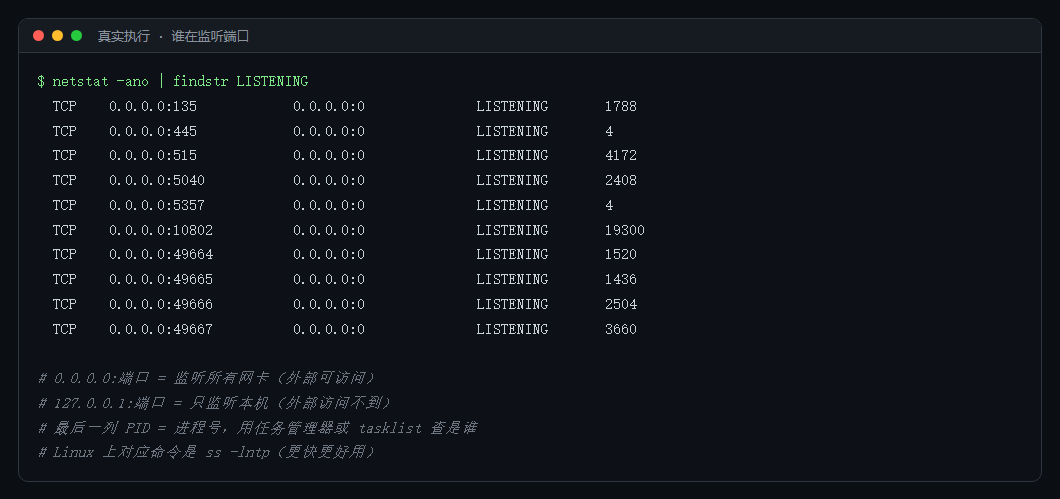 真实执行 · 谁在监听端口
$ netstat -ano | findstr LISTENING
TCP 0.0.0.0:135 0.0.0.0:0 LISTENING 1788
TCP 0.0.0.0:445 0.0.0.0:0 LISTENING 4
TCP 0.0.0.0:515 0.0.0.0:0 LISTENING 4172
TCP 0.0.0.0:5040 0.0.0.0:0 LISTENING 2408
TCP 0.0.0.0:5357 0.0.0.0:0 LISTENING 4
TCP 0.0.0.0:10802 0.0.0.0:0 LISTENING 19300
TCP 0.0.0.0:49664 0.0.0.0:0 LISTENING 1520
TCP 0.0.0.0:49665 0.0.0.0:0 LISTENING 1436
TCP 0.0.0.0:49666 0.0.0.0:0 LISTENING 2504
TCP 0.0.0.0:49667 0.0.0.0:0 LISTENING 3660
# 0.0.0.0:端口 = 监听所有网卡（外部可访问）
# 127.0.0.1:端口 = 只监听本机（外部访问不到）
# 最后一列 PID = 进程号，用任务管理器或 tasklist 查是谁
# Linux 上对应命令是 ss -lntp（更快更好用）